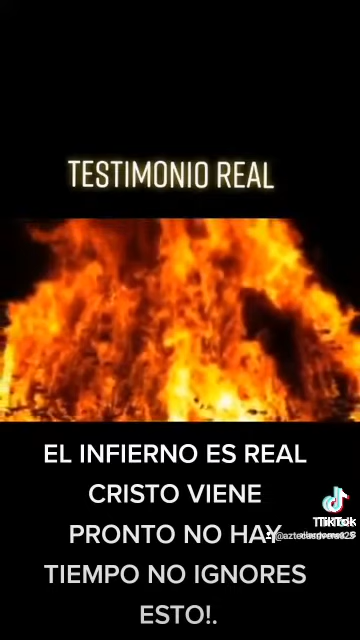 TESTIMONIO REAL
EL INFIERNO ES REAL
CRISTO VIENE
PRONTO NO HAY
TIEMPO NO IGNORES
ESTO!.
TikTok